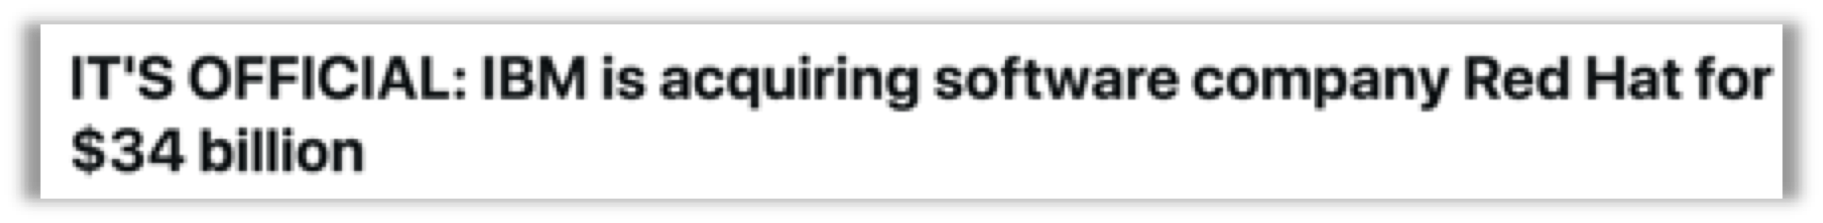 IT'S OFFICIAL: IBM is acquiring software company Red Hat for
$34 billion